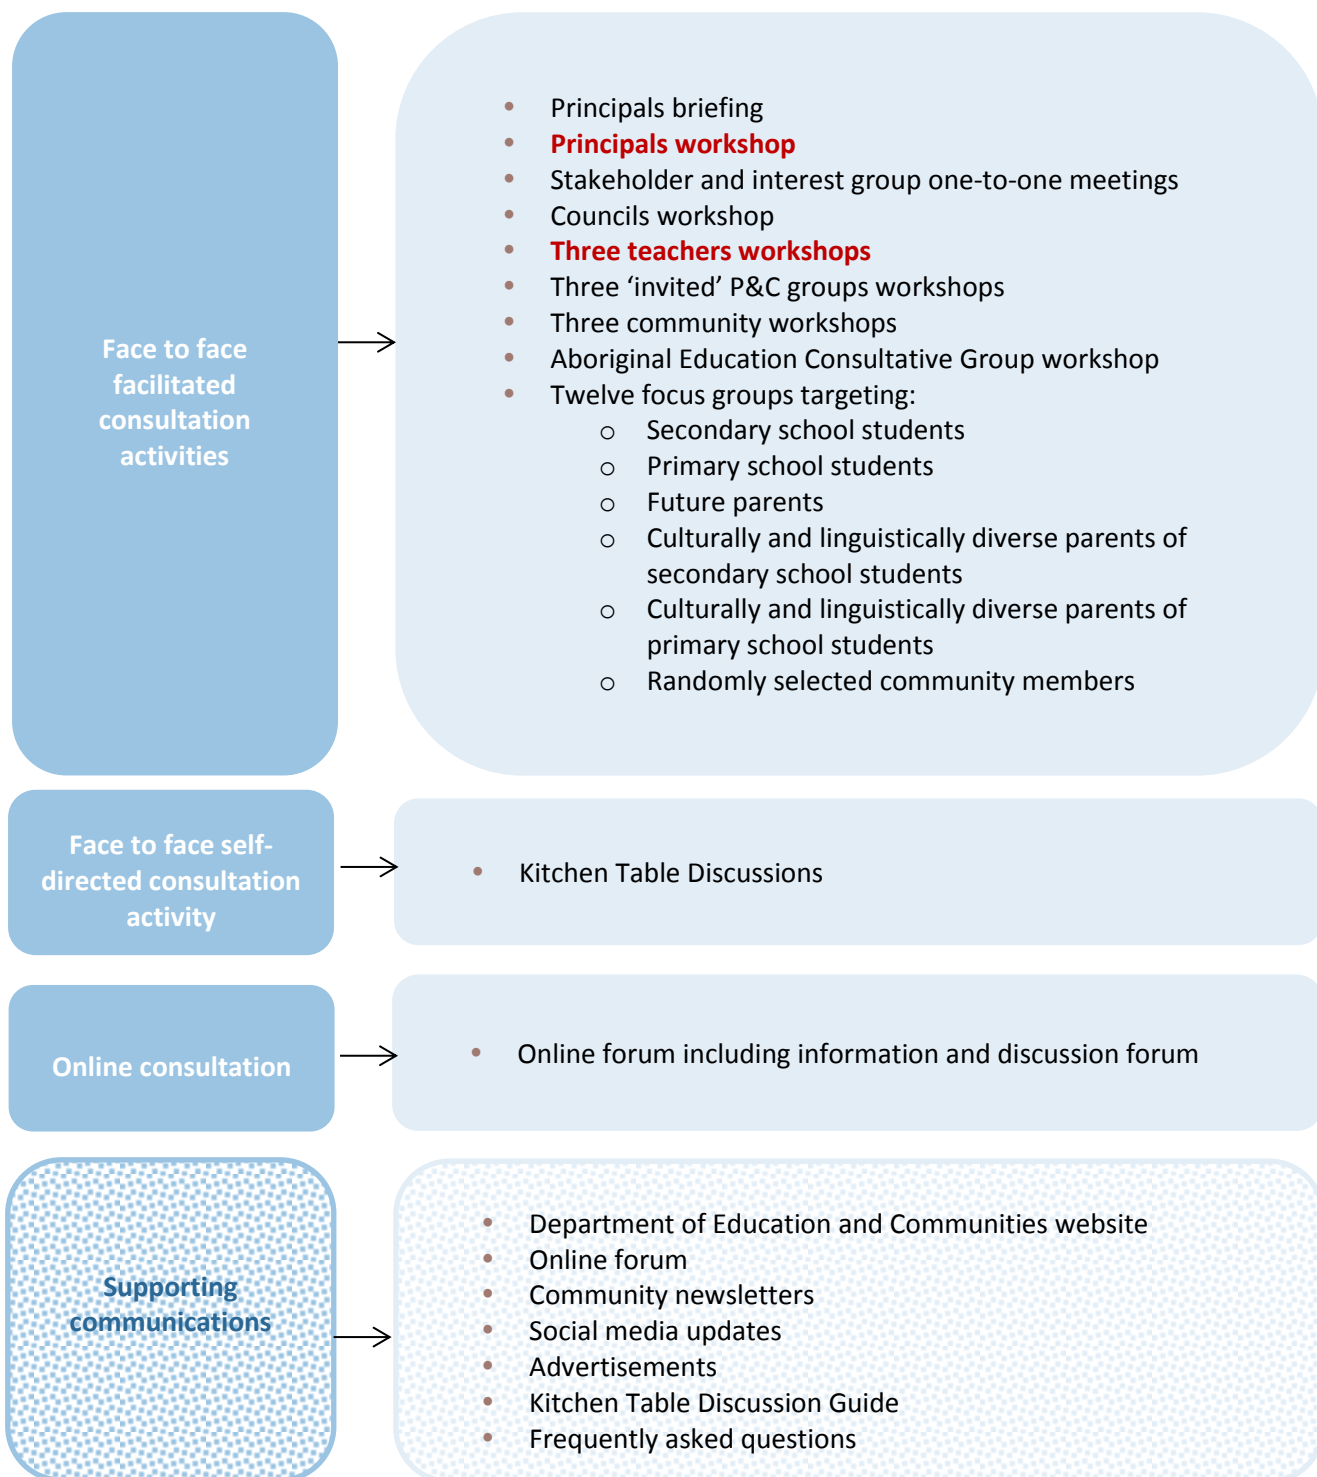 Face to face
facilitated
consultation
activities
• Principals briefing
• Principals workshop
• Stakeholder and interest group one-to-one meetings
• Councils workshop
• Three teachers workshops
• Three ‘invited’ P&C groups workshops
• Three community workshops
• Aboriginal Education Consultative Group workshop
• Twelve focus groups targeting:
o Secondary school students
o Primary school students
o Future parents
o Culturally and linguistically diverse parents of
secondary school students
o Culturally and linguistically diverse parents of
primary school students
o Randomly selected community members
Face to face self-
directed consultation
activity
• Kitchen Table Discussions
Online consultation
• Online forum including information and discussion forum
Supporting
communications
• Department of Education and Communities website
• Online forum
• Community newsletters
• Social media updates
• Advertisements
• Kitchen Table Discussion Guide
• Frequently asked questions